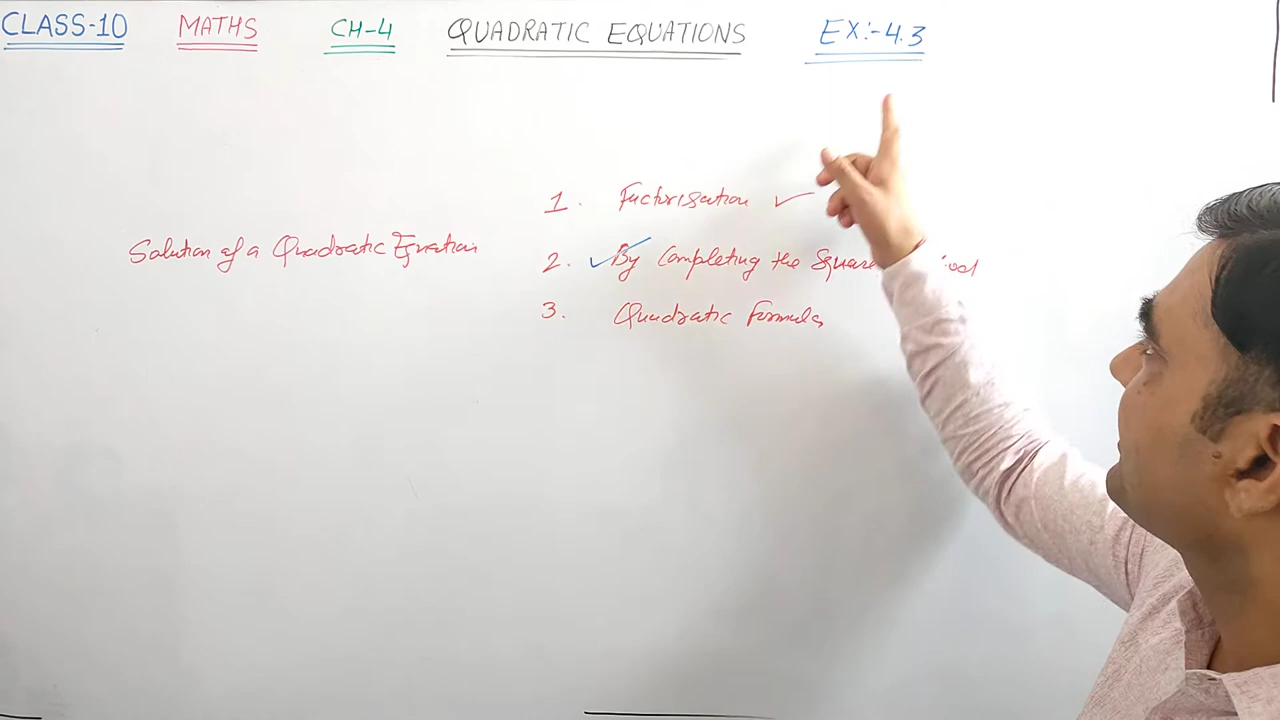 CLASS-10 MATHS CH-4 QUADRATIC EQUATIONS EX:-4.3
1. Factorisation
Solution of a Quadratic Equation
2. By Completing the Square
3. Quadratic Formula